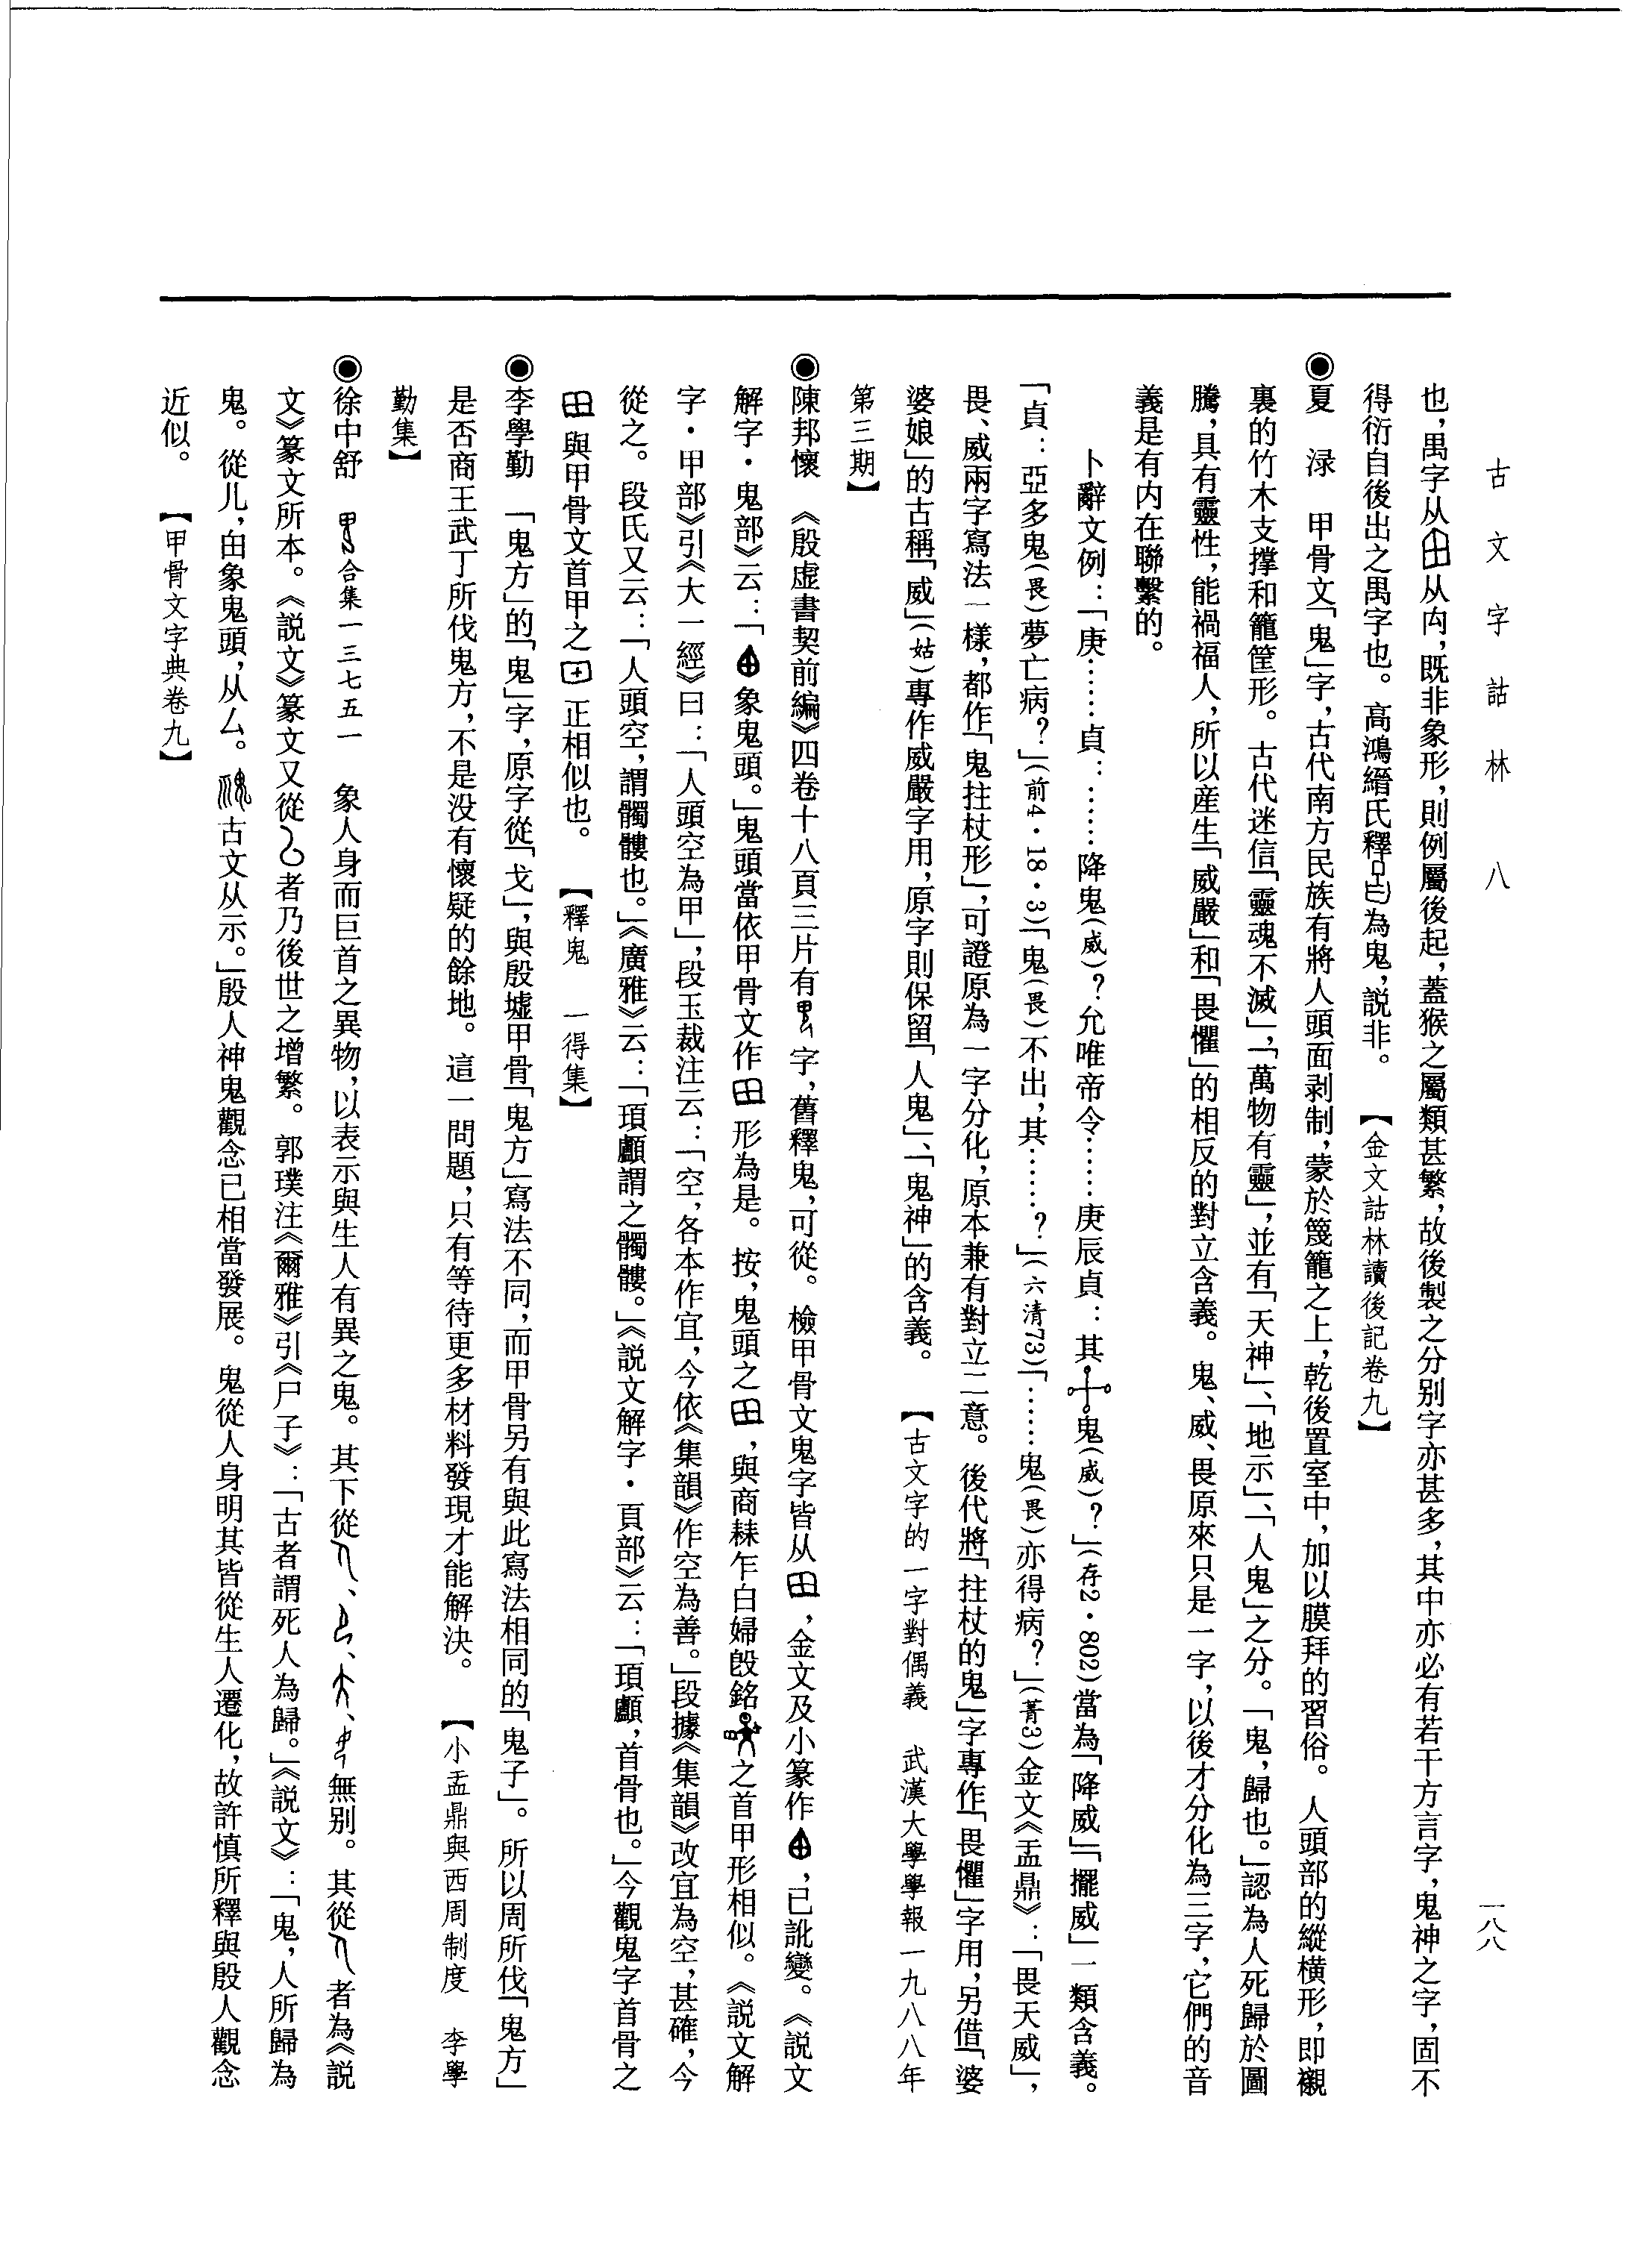 古文字詁林 八
一八八
也，禺字从从禸，既非象形，則例屬後起，蓋猴之屬類甚繁，故後製之分別字亦甚多，其中亦必有若干方言字，鬼神之字，固不
得衍自後出之禺字也。高鴻縉氏釋為鬼，説非。【金文詁林讀後記卷九】
◉夏　渌　甲骨文「鬼」字，古代南方民族有將人頭面剥制，蒙於篾籠之上，乾後置室中，加以膜拜的習俗。人頭部的縱橫形，即襯
裏的竹木支撑和籠筐形。古代迷信「靈魂不滅」，「萬物有靈」，並有「天神」、「地示」、「人鬼」之分。「鬼，歸也。」認為人死歸於圖
騰，具有靈性，能禍福人，所以産生「威嚴」和「畏懼」的相反的對立含義。鬼、威、畏原來只是一字，以後才分化為三字，它們的音
義是有内在聯繫的。
卜辭文例：「庚……貞：……降鬼（威）？允唯帝令……庚辰貞：其鬼（威）？」（存2·802）當為「降威」「擺威」一類含義。
「貞：亞多鬼（畏）夢亡病？」（前4·18·3）「鬼（畏）不出，其……？」（六清73）「……鬼（畏）亦得病？」（菁3）金文《盂鼎》：「畏天威」，
畏、威兩字寫法一樣，都作「鬼拄杖形」，可證原為一字分化，原本兼有對立二意。後代將「拄杖的鬼」字專作「畏懼」字用，另借「婆
婆娘」的古稱「威」（姑）專作威嚴字用，原字則保留「人鬼」、「鬼神」的含義。【古文字的一字對偶義　武漢大學學報一九八八年
第三期】
◉陳邦懷　《殷虚書契前編》四卷十八頁三片有字，舊釋鬼，可從。檢甲骨文鬼字皆从，金文及小篆作，已訛變。《説文
解字·鬼部》云：「象鬼頭。」鬼頭當依甲骨文作形為是。按，鬼頭之，與商婦銘之首甲形相似。《説文解
字·甲部》引《大一經》曰：「人頭空為甲」，段玉裁注云：「空，各本作宜，今依《集韻》作空為善。」段據《集韻》改宜為空，甚確，今
從之。段氏又云：「人頭空，謂髑髏也。」《廣雅》云：「項顱謂之髑髏。」《説文解字·頁部》云：「項顱，首骨也。」今觀鬼字首骨之
與甲骨文首甲之正相似也。【釋鬼　一得集】
◉李學勤　「鬼方」的「鬼」字，原字從「戈」，與殷墟甲骨「鬼方」寫法不同，而甲骨另有與此寫法相同的「鬼子」。所以周所伐「鬼方」
是否商王武丁所伐鬼方，不是没有懷疑的餘地。這一問題，只有等待更多材料發現才能解決。【小盂鼎與西周制度　李學
勤集】
◉徐中舒　合集一三七五一　象人身而巨首之異物，以表示與生人有異之鬼。其下從、、、無別。其從者為《説
文》篆文所本。《説文》篆文又從者乃後世之增繁。郭璞注《爾雅》引《尸子》：「古者謂死人為歸。」《説文》：「鬼，人所歸為
鬼。從儿，甶象鬼頭，从厶。古文从示。」殷人神鬼觀念已相當發展。鬼從人身明其皆從生人遷化，故許慎所釋與殷人觀念
近似。【甲骨文字典卷九】